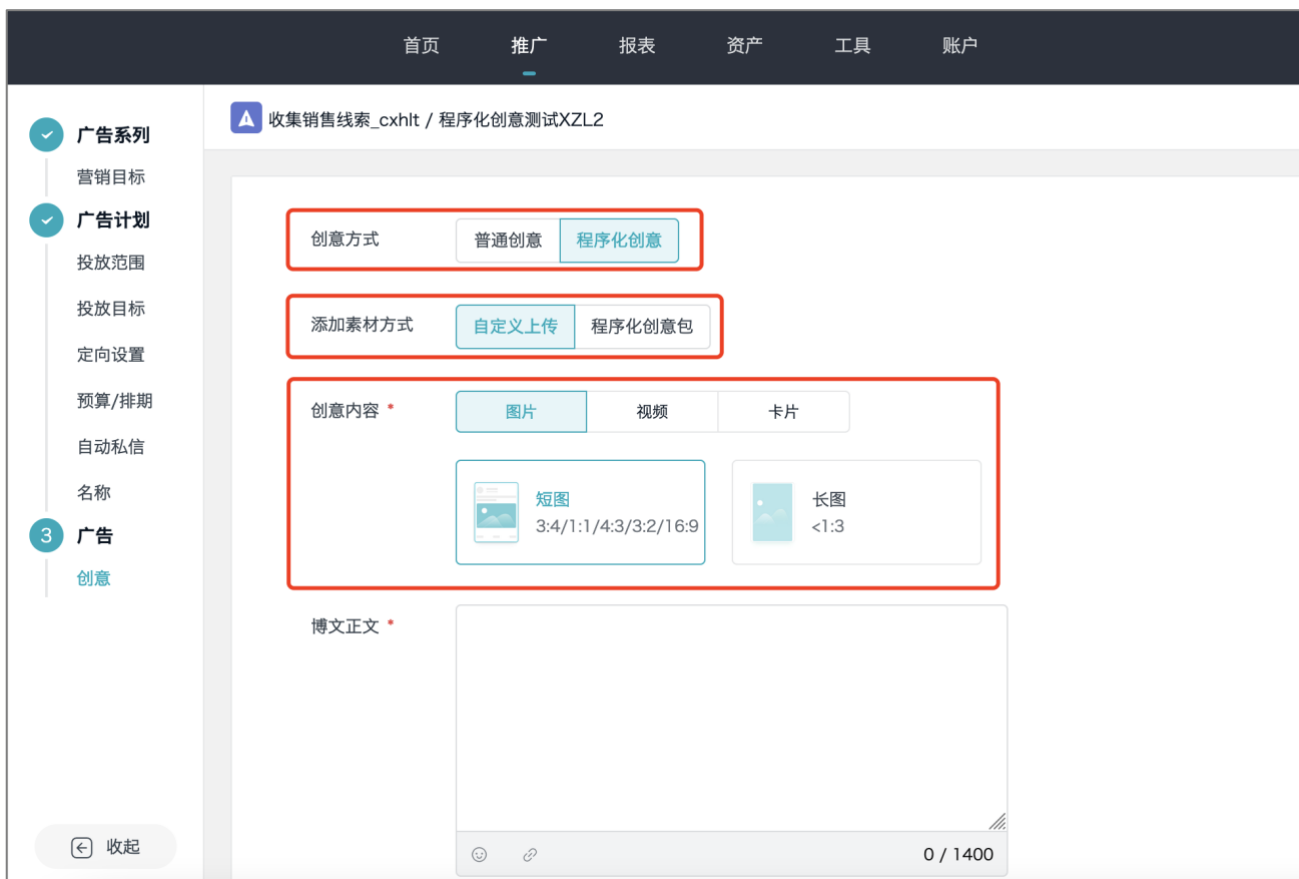 首页 推广 报表 资产 工具 账户
收集销售线索_cxhlt / 程序化创意测试XZL2
广告系列
营销目标
广告计划
投放范围
投放目标
定向设置
预算/排期
自动私信
名称
3 广告
创意
收起
创意方式 普通创意 程序化创意
添加素材方式 自定义上传 程序化创意包
创意内容 * 图片 视频 卡片
短图
3:4/1:1/4:3/3:2/16:9
长图
<1:3
博文正文 *
0 / 1400